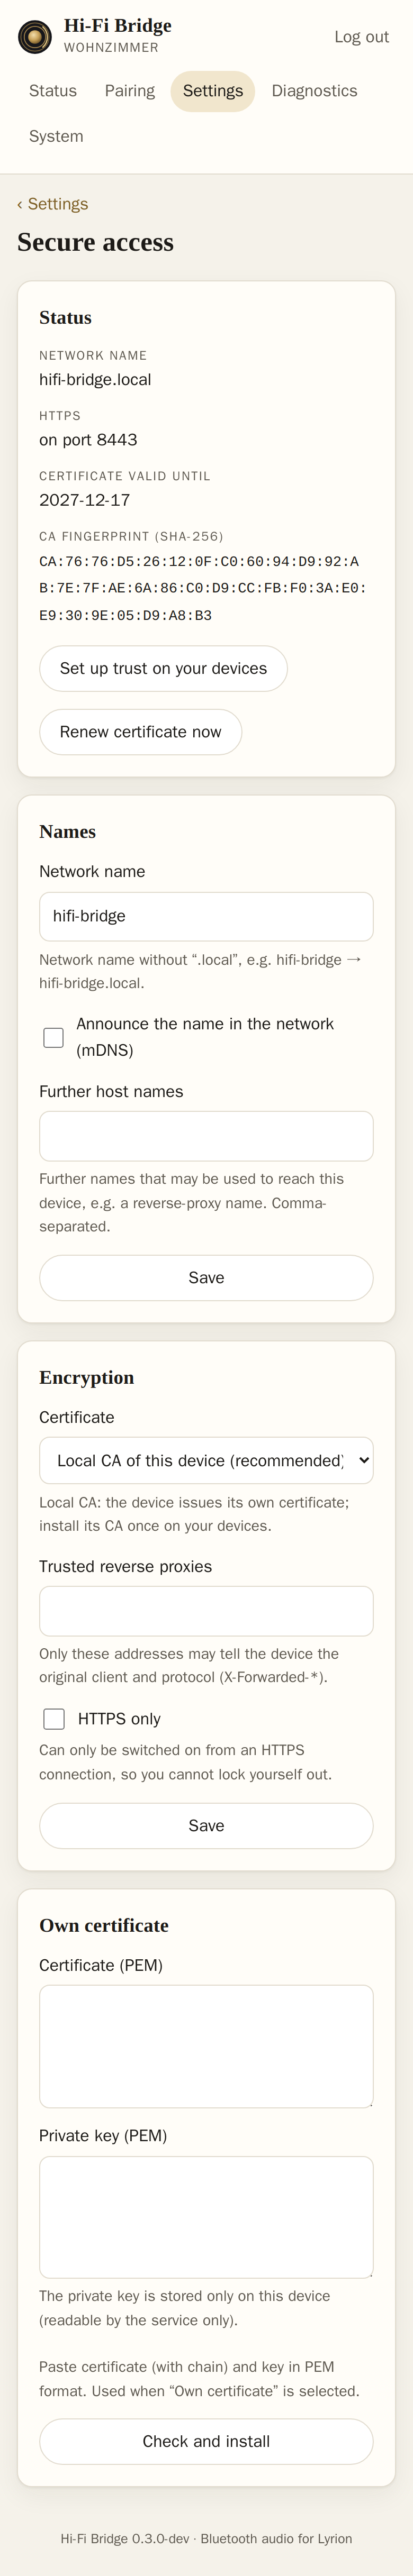 Hi-Fi Bridge
WOHNZIMMER
Log out
Status Pairing Settings Diagnostics
System
‹ Settings
Secure access
Status
NETWORK NAME
hifi-bridge.local
HTTPS
on port 8443
CERTIFICATE VALID UNTIL
2027-12-17
CA FINGERPRINT (SHA-256)
CA:76:76:D5:26:12:0F:C0:60:94:D9:92:A
B:7E:7F:AE:6A:86:C0:D9:CC:FB:F0:3A:E0:
E9:30:9E:05:D9:A8:B3
Set up trust on your devices
Renew certificate now
Names
Network name
hifi-bridge
Network name without “.local”, e.g. hifi-bridge →
hifi-bridge.local.
Announce the name in the network
(mDNS)
Further host names
Further names that may be used to reach this
device, e.g. a reverse-proxy name. Comma-
separated.
Save
Encryption
Certificate
Local CA of this device (recommended)
Local CA: the device issues its own certificate;
install its CA once on your devices.
Trusted reverse proxies
Only these addresses may tell the device the
original client and protocol (X-Forwarded-*).
HTTPS only
Can only be switched on from an HTTPS
connection, so you cannot lock yourself out.
Save
Own certificate
Certificate (PEM)
Private key (PEM)
The private key is stored only on this device
(readable by the service only).
Paste certificate (with chain) and key in PEM
format. Used when “Own certificate” is selected.
Check and install
Hi-Fi Bridge 0.3.0-dev · Bluetooth audio for Lyrion